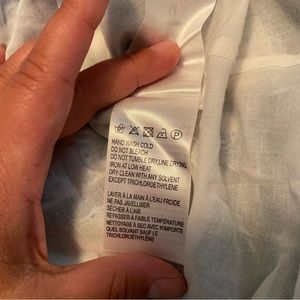 M
P
HAND WASH COLD
DO NOT BLEACH
DO NOT TUMBLE DRY,LINE DRYING
IRON AT LOW HEAT
DRY CLEAN WITH ANY SOLVENT
EXCEPT TRICHLOROETHYLENE
LAVER À LA MAIN À L'EAU FROIDE
NE PAS JAVELLISER
SÉCHER À L'AIR
REPASSER À FAIBLE TEMPÉRATURE
NETTOYAGE À SEC AVEC N'IMPORTE
QUEL SOLVANT SAUF LE
TRICHLOROÉTHYLÈNE